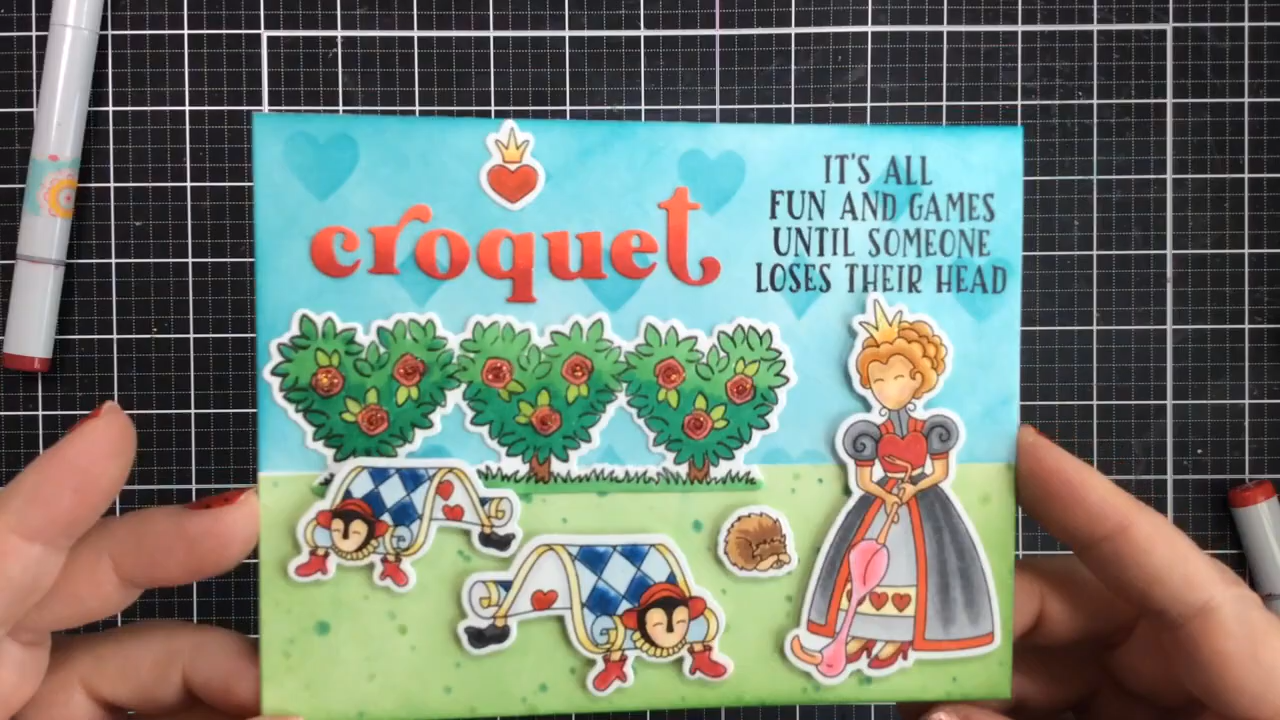 croquet
IT'S ALL
FUN AND GAMES
UNTIL SOMEONE
LOSES THEIR HEAD